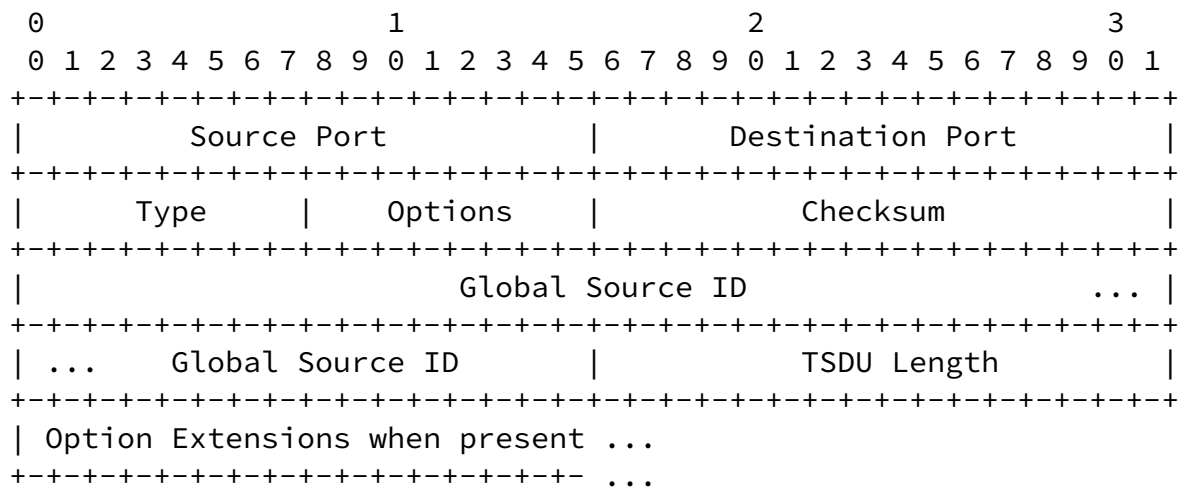 0                   1                   2                   3
 0 1 2 3 4 5 6 7 8 9 0 1 2 3 4 5 6 7 8 9 0 1 2 3 4 5 6 7 8 9 0 1
+-+-+-+-+-+-+-+-+-+-+-+-+-+-+-+-+-+-+-+-+-+-+-+-+-+-+-+-+-+-+-+-+
|         Source Port           |       Destination Port        |
+-+-+-+-+-+-+-+-+-+-+-+-+-+-+-+-+-+-+-+-+-+-+-+-+-+-+-+-+-+-+-+-+
|      Type     |    Options    |           Checksum            |
+-+-+-+-+-+-+-+-+-+-+-+-+-+-+-+-+-+-+-+-+-+-+-+-+-+-+-+-+-+-+-+-+
|                        Global Source ID                   ... |
+-+-+-+-+-+-+-+-+-+-+-+-+-+-+-+-+-+-+-+-+-+-+-+-+-+-+-+-+-+-+-+-+
| ...    Global Source ID       |           TSDU Length         |
+-+-+-+-+-+-+-+-+-+-+-+-+-+-+-+-+-+-+-+-+-+-+-+-+-+-+-+-+-+-+-+-+
| Option Extensions when present ...
+-+-+-+-+-+-+-+-+-+-+-+-+-+-+-+- ...